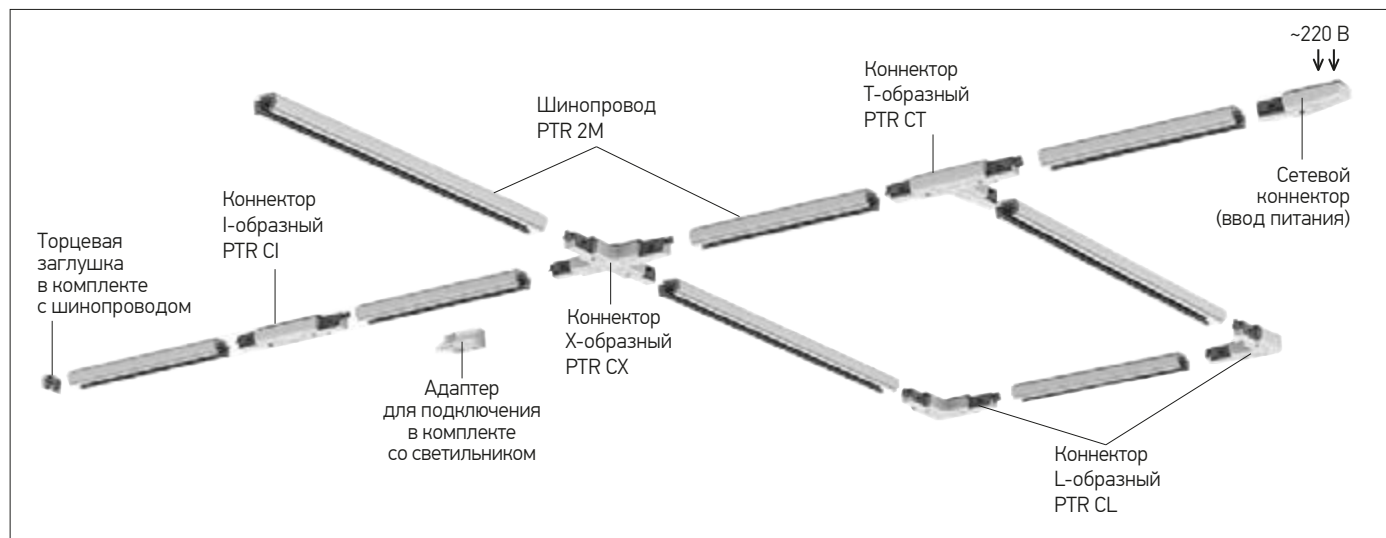 ~220 В
Коннектор
Т-образный
PTR CT
Шинопровод
PTR 2M
Сетевой
коннектор
(ввод питания)
Коннектор
I-образный
PTR CI
Торцевая
заглушка
в комплекте
с шинопроводом
Коннектор
Х-образный
PTR CX
Адаптер
для подключения
в комплекте
со светильником
Коннектор
L-образный
PTR CL